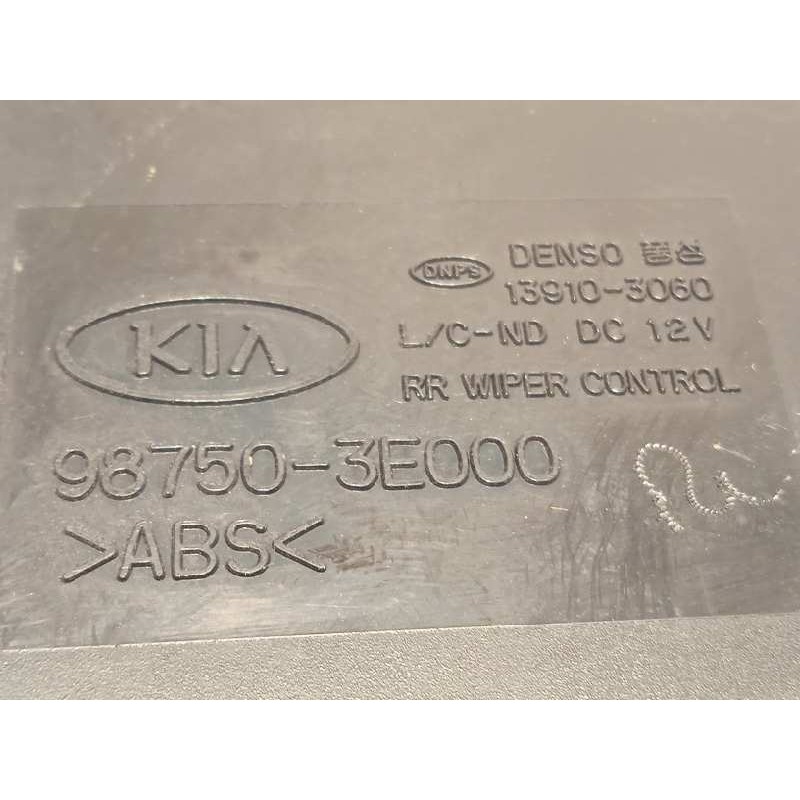 DNPS DENSO 풍성
13910-3060
KIA
L/C-ND DC 12V
RR WIPER CONTROL
98750-3E000
>ABS<